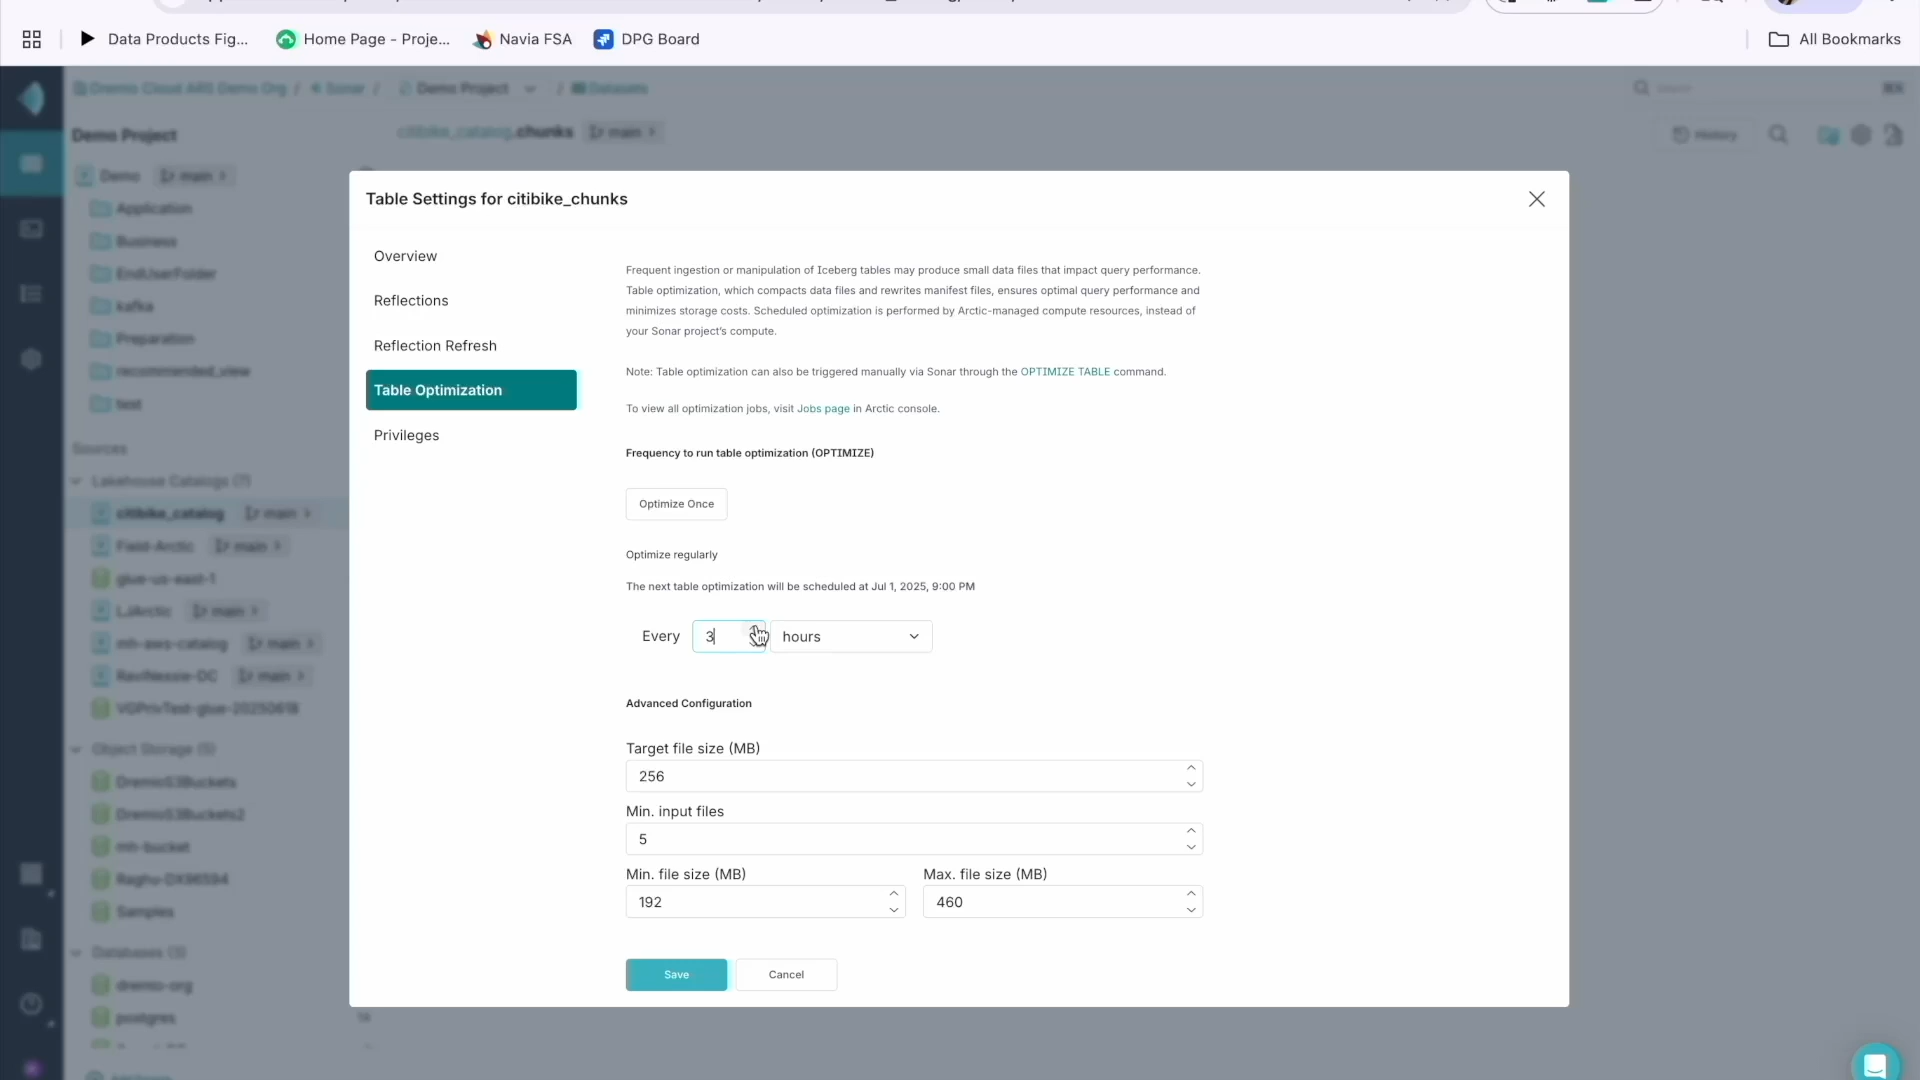 Data Products Fig... Home Page - Proje... Navia FSA DPG Board All Bookmarks
Dremio Cloud ARS Demo Org / Sonar / Demo Project / Datasets Search
Demo Project citibike_catalog.chunks main History
Demo main
Application
Business
EndUserFolder
kafka
Preparation
recommended_view
test
Sources
Lakehouse Catalogs (7)
citibike_catalog main
Field-Arctic main
glue-us-east-1
LJArctic main
mh-aws-catalog main
RaviNessie-DC main
VGPrivTest-glue-20250618
Object Storage (5)
DremioS3Buckets
DremioS3Buckets2
mh-bucket
Raghu-DX96594
Samples
Databases (3)
dremio-org
postgres
Table Settings for citibike_chunks
Overview
Reflections
Reflection Refresh
Table Optimization
Privileges
Frequent ingestion or manipulation of Iceberg tables may produce small data files that impact query performance.
Table optimization, which compacts data files and rewrites manifest files, ensures optimal query performance and
minimizes storage costs. Scheduled optimization is performed by Arctic-managed compute resources, instead of
your Sonar project's compute.
Note: Table optimization can also be triggered manually via Sonar through the OPTIMIZE TABLE command.
To view all optimization jobs, visit Jobs page in Arctic console.
Frequency to run table optimization (OPTIMIZE)
Optimize Once
Optimize regularly
The next table optimization will be scheduled at Jul 1, 2025, 9:00 PM
Every 3 hours
Advanced Configuration
Target file size (MB)
256
Min. input files
5
Min. file size (MB) Max. file size (MB)
192 460
Save Cancel